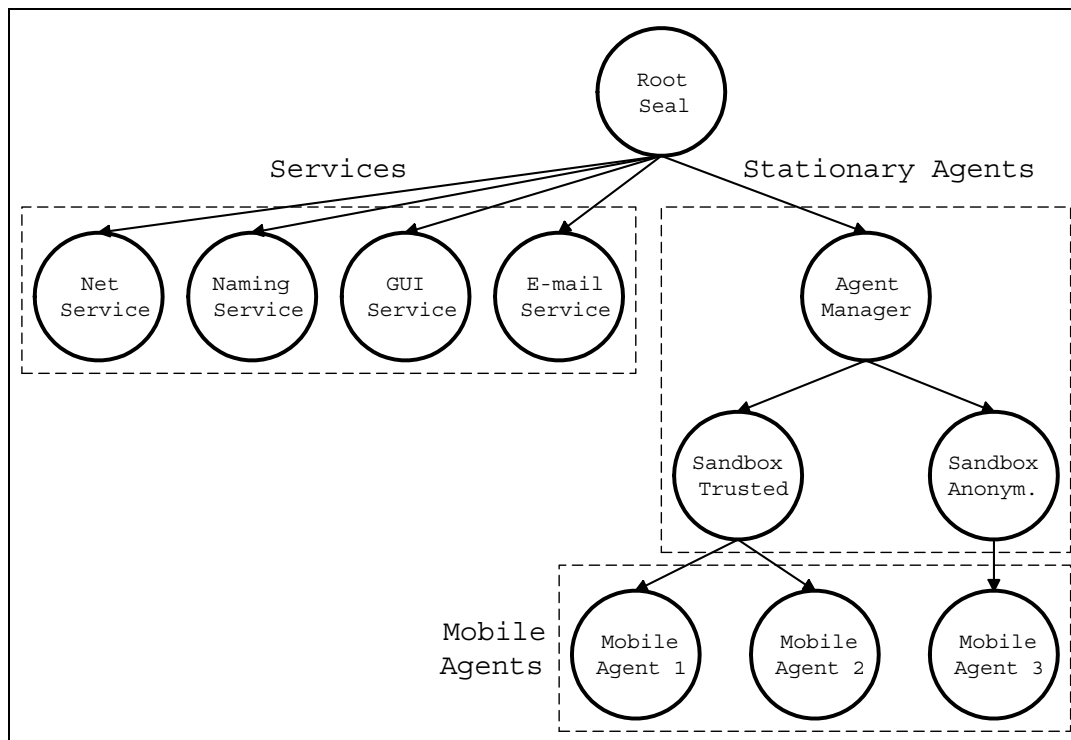 Root
Seal
Services
Stationary Agents
Net
Service
Naming
Service
GUI
Service
E-mail
Service
Agent
Manager
Sandbox
Trusted
Sandbox
Anonym.
Mobile
Agents
Mobile
Agent 1
Mobile
Agent 2
Mobile
Agent 3